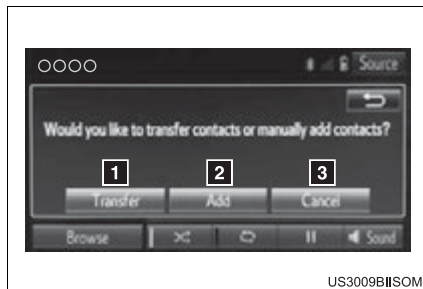 ○○○○ Source
Would you like to transfer contacts or manually add contacts?
1 2 3
Transfer Add Cancel
Browse Sound
US3009BⅡSOM